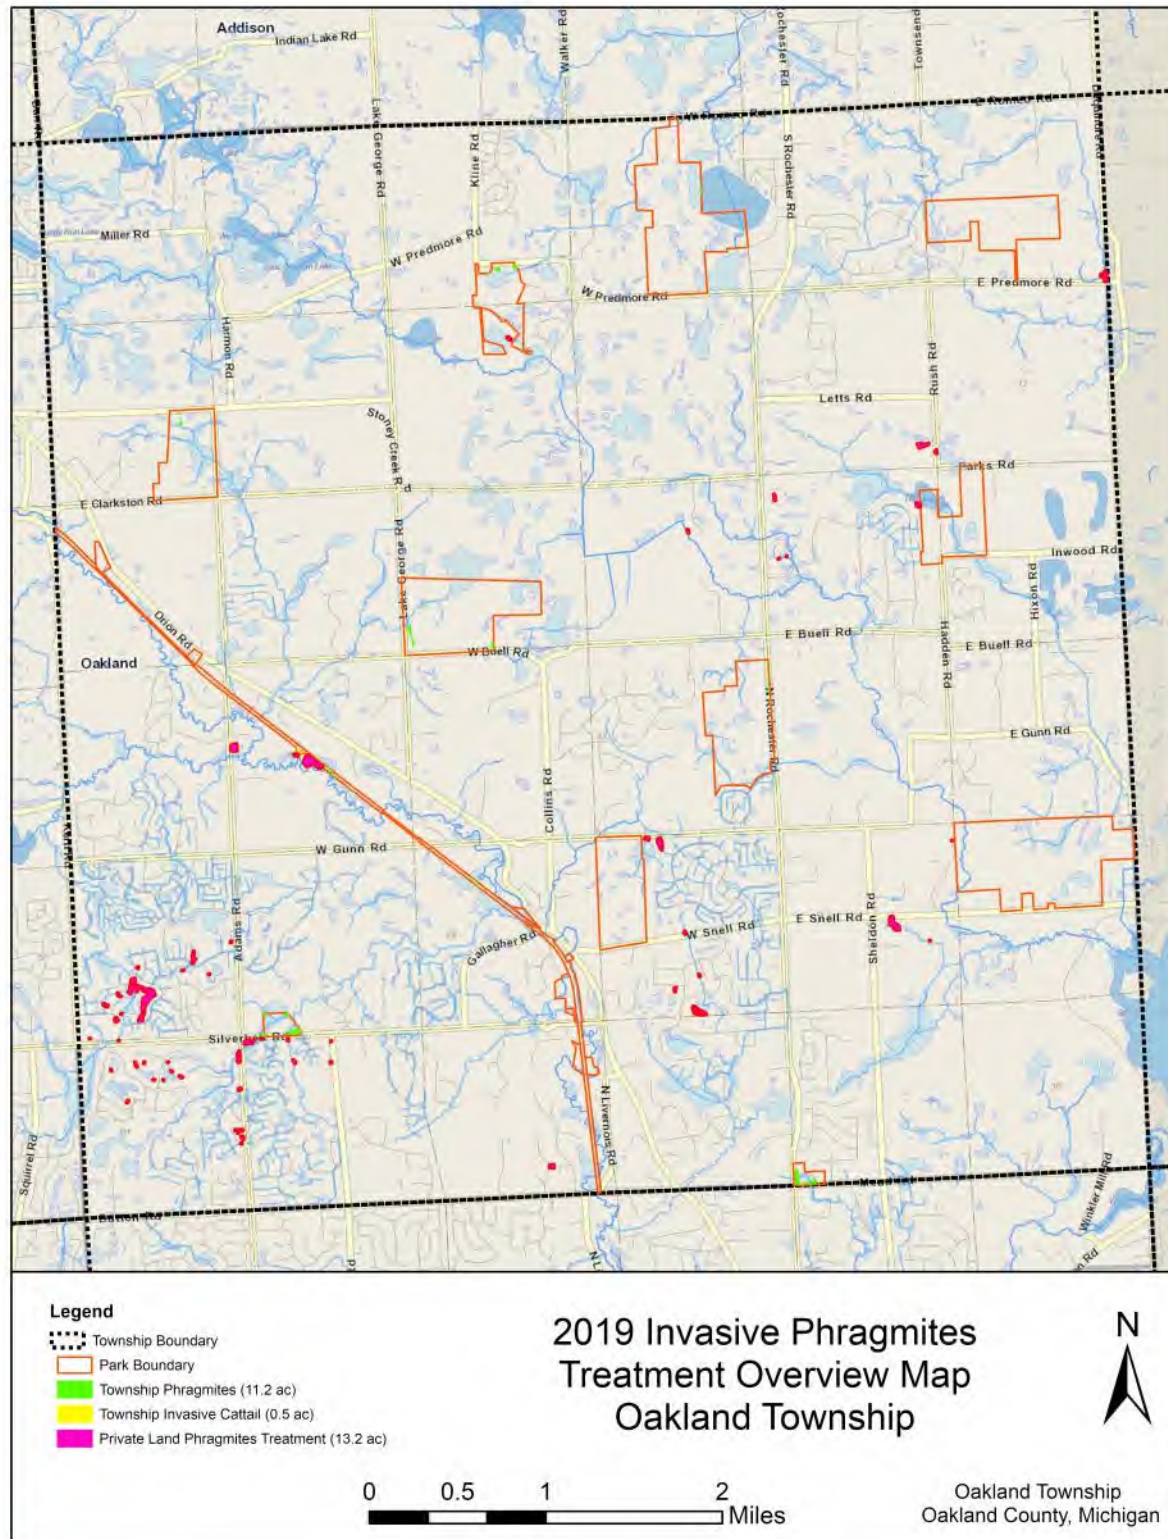 Addison
Indian Lake Rd
Walker Rd
Rochester Rd
Townsend
Lake George Rd
Kline Rd
S Rochester Rd
Miller Rd
W Predmore Rd
W Predmore Rd
E Predmore Rd
Harmon Rd
Rush Rd
Letts Rd
Stoney Creek Rd
Parks Rd
E Clarkston Rd
Lake George Rd
Inwood Rd
Hixon Rd
Orion Rd
Oakland
W Buell Rd
E Buell Rd
E Buell Rd
Hadden Rd
N Rochester Rd
E Gunn Rd
Collins Rd
W Gunn Rd
Adams Rd
Gallagher Rd
W Snell Rd
E Snell Rd
Sheldon Rd
N Livernois Rd
Squirrel Rd
Winkler Mill Rd
Legend
Township Boundary
Park Boundary
Township Phragmites (11.2 ac)
Township Invasive Cattail (0.5 ac)
Private Land Phragmites Treatment (13.2 ac)
2019 Invasive Phragmites
Treatment Overview Map
Oakland Township
N
0 0.5 1 2
Miles
Oakland Township
Oakland County, Michigan